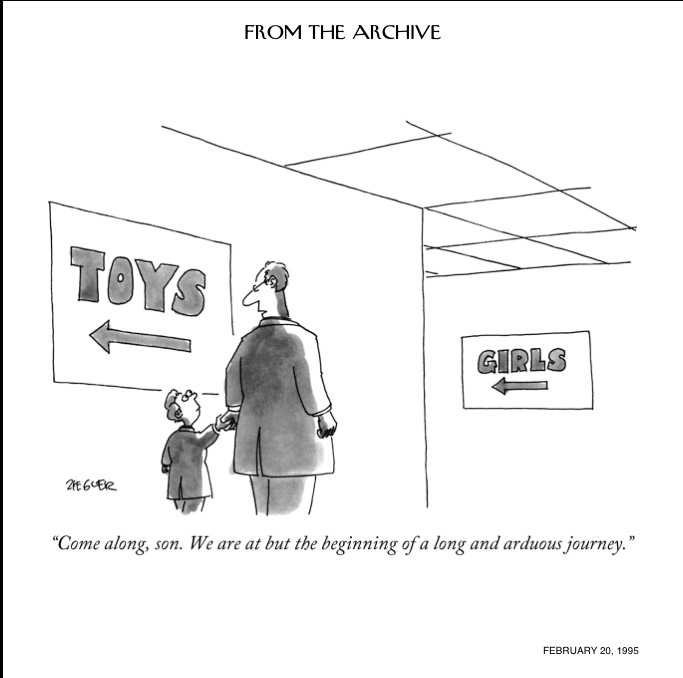 FROM THE ARCHIVE
TOYS
GIRLS
ZIEGLER
“Come along, son. We are at but the beginning of a long and arduous journey.”
FEBRUARY 20, 1995